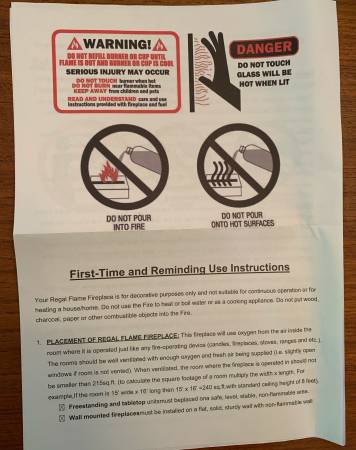 WARNING!
DO NOT REFILL BURNER OR CUP UNTIL
FLAME IS OUT AND BURNER OR CUP IS COOL
SERIOUS INJURY MAY OCCUR
DO NOT TOUCH burner when hot
DO NOT BURN near flammable items
KEEP AWAY from children and pets
READ AND UNDERSTAND care and use
instructions provided with fireplace and fuel
DANGER
DO NOT TOUCH
GLASS WILL BE
HOT WHEN LIT
DO NOT POUR
INTO FIRE
DO NOT POUR
ONTO HOT SURFACES
First-Time and Reminding Use Instructions
Your Regal Flame Fireplace is for decorative purposes only and not suitable for continuous operation or for
heating a house/home. Do not use the Fire to heat or boil water or as a cooking appliance. Do not put wood,
charcoal, paper or other combustible objects into the Fire.
1. PLACEMENT OF REGAL FLAME FIREPLACE: This fireplace will use oxygen from the air inside the
room where it is operated just like any fire-operating device (candles, fireplaces, stoves, ranges and etc.).
The rooms should be well ventilated with enough oxygen and fresh air being supplied (i.e. slightly open
windows if room is not vented). When ventilated, the room where the fireplace is operated in should not
be smaller than 215sq.ft. (to calculate the square footage of a room multiply the width x length. For
example,If the room is 15' wide x 16' long then 15' x 16' =240 sq.ft.with standard ceiling height of 8 feet).
☒ Freestanding and tabletop unitsmust beplaced ona safe, level, stable, non-flammable area.
☒ Wall mounted fireplacesmust be installed on a flat, solid, sturdy wall with non-flammable wall